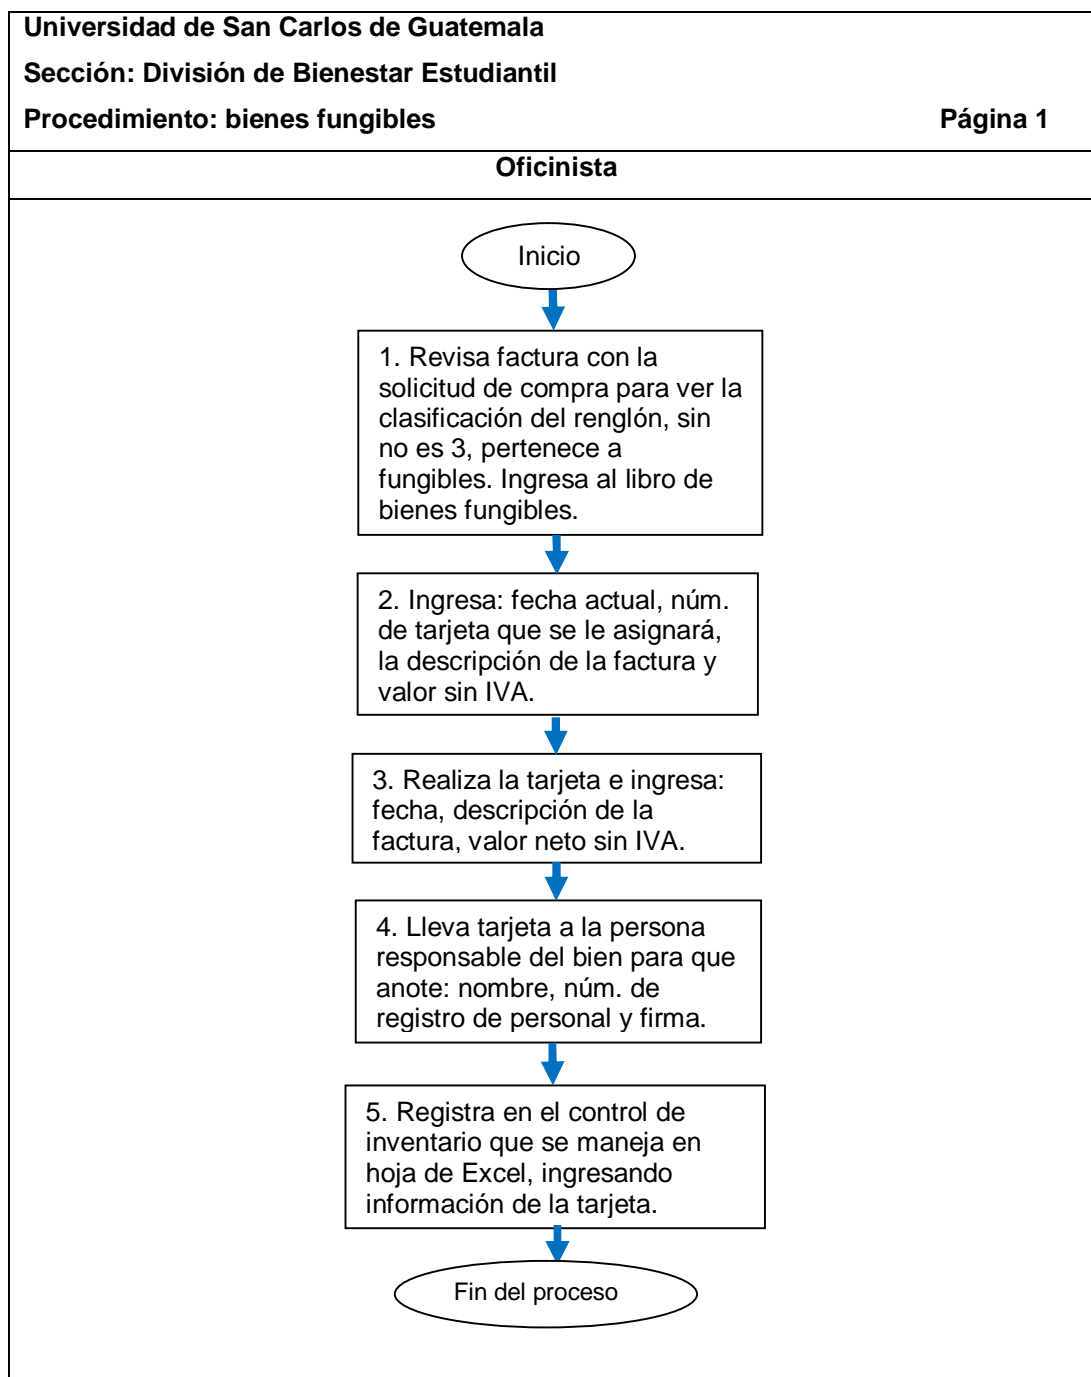 Universidad de San Carlos de Guatemala
Sección: División de Bienestar Estudiantil
Procedimiento: bienes fungibles Página 1
Oficinista
Inicio
1. Revisa factura con la
solicitud de compra para ver la
clasificación del renglón, sin
no es 3, pertenece a
fungibles. Ingresa al libro de
bienes fungibles.
2. Ingresa: fecha actual, núm.
de tarjeta que se le asignará,
la descripción de la factura y
valor sin IVA.
3. Realiza la tarjeta e ingresa:
fecha, descripción de la
factura, valor neto sin IVA.
4. Lleva tarjeta a la persona
responsable del bien para que
anote: nombre, núm. de
registro de personal y firma.
5. Registra en el control de
inventario que se maneja en
hoja de Excel, ingresando
información de la tarjeta.
Fin del proceso